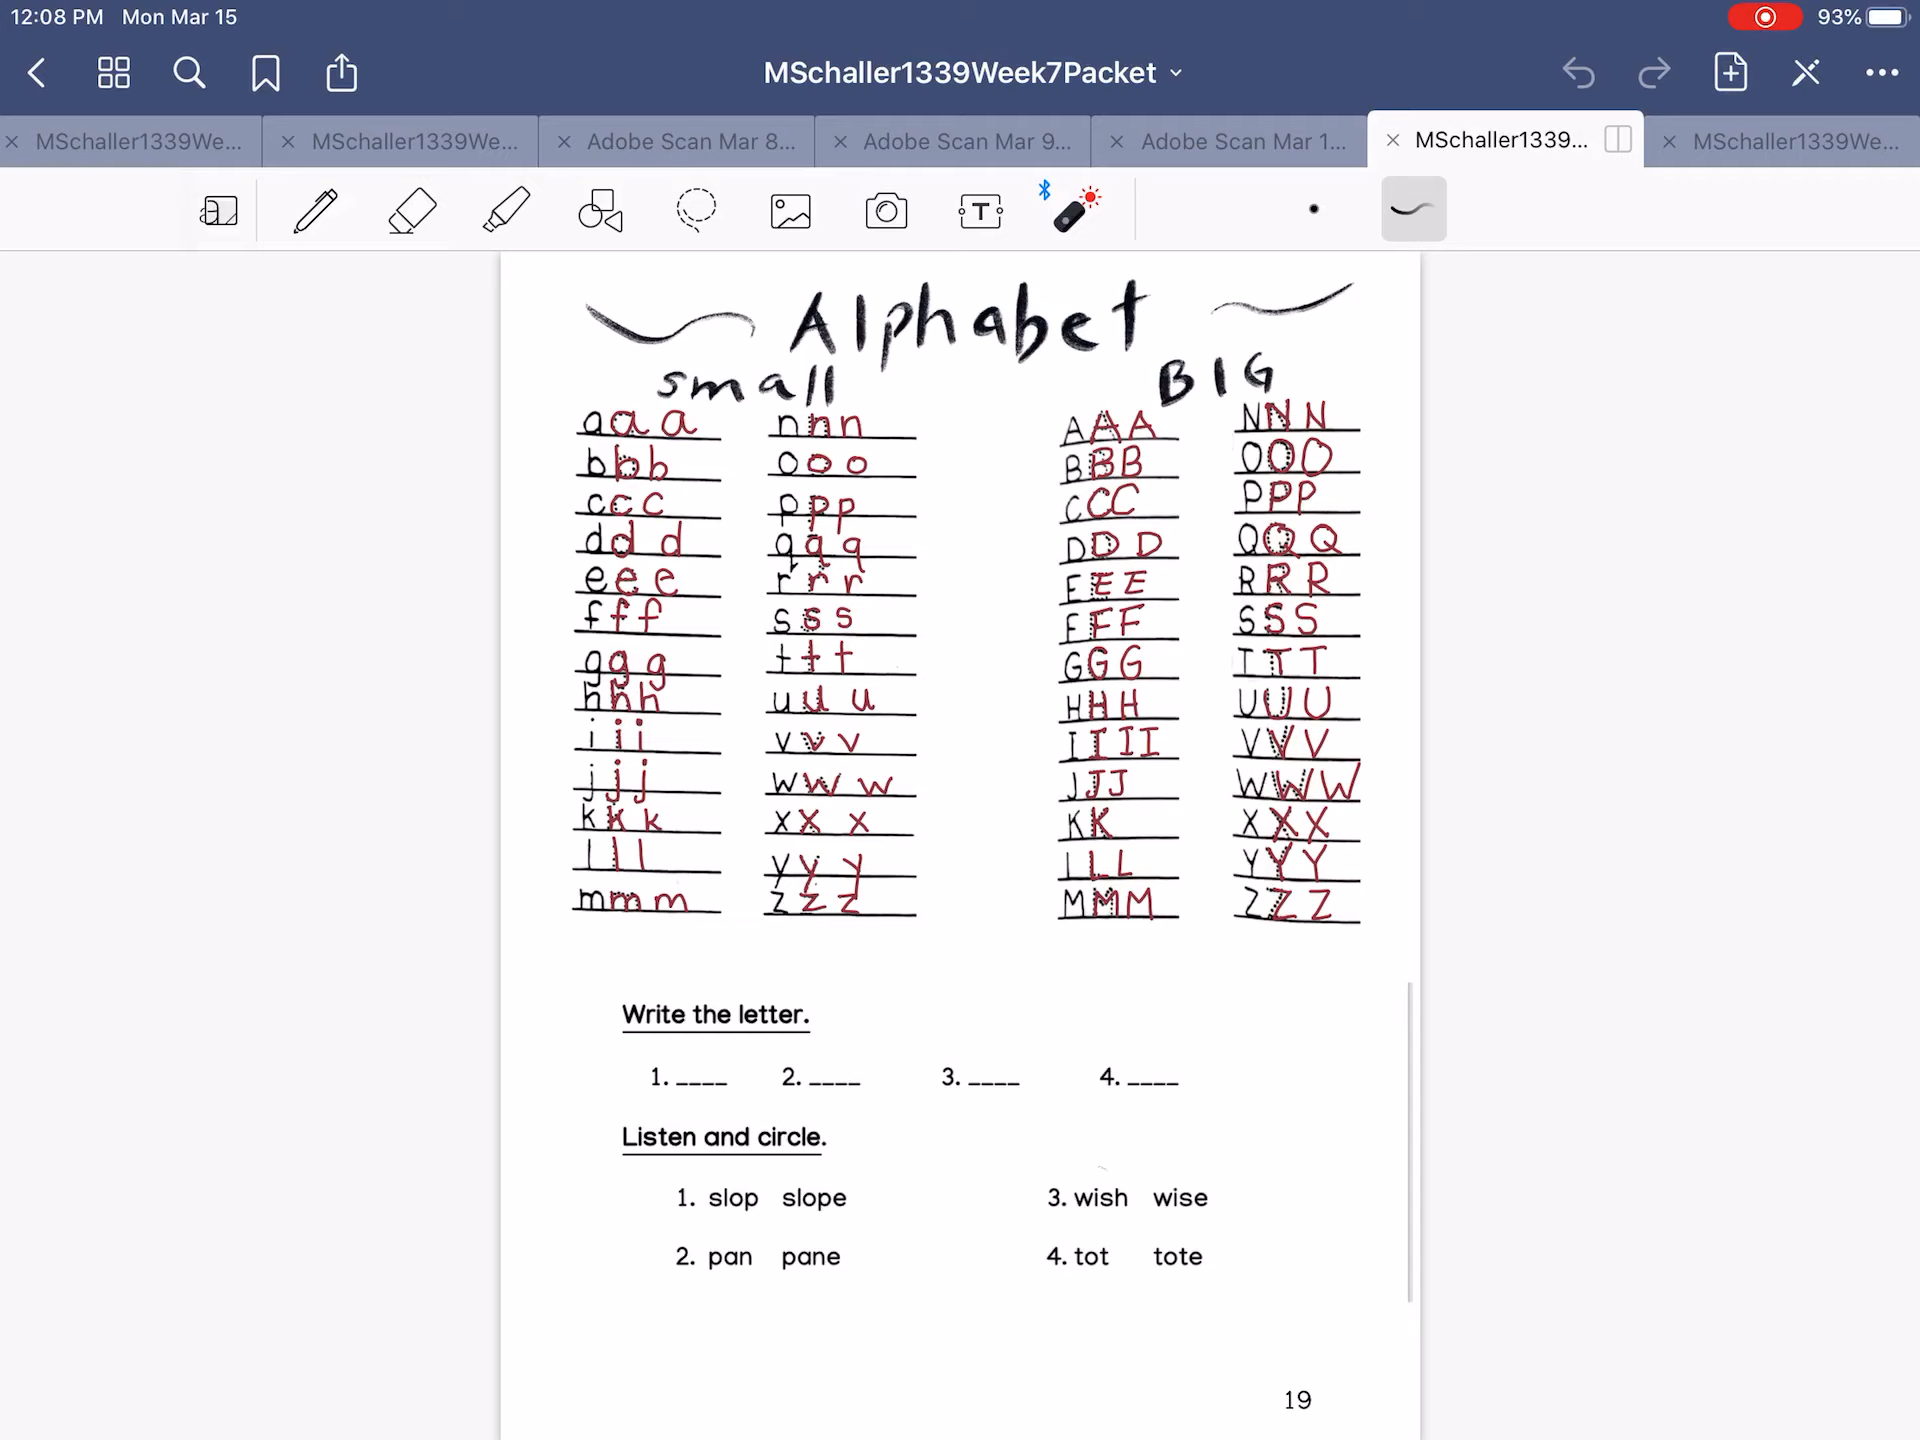 12:08 PM Mon Mar 15 93%
MSchaller1339Week7Packet
MSchaller1339We... MSchaller1339We... Adobe Scan Mar 8... Adobe Scan Mar 9... Adobe Scan Mar 1... MSchaller1339... MSchaller1339We...
Alphabet
small BIG
a a a n n n A A A N N N
b b b o o o B B B O O O
c c c p p p C C C P P P
d d d q q q D D D Q Q Q
e e e r r r E E E R R R
f f f s s s F F F S S S
g g g t t t G G G T T T
h h h u u u H H H U U U
i i i v v v I I I I V V V
j j j w w w J J J W W W
k k k x x x K K X X X
l l l y y y L L L Y Y Y
m m m z z z M M M Z Z Z
Write the letter.
1. ____ 2. ____ 3. ____ 4. ____
Listen and circle.
1. slop slope 3. wish wise
2. pan pane 4. tot tote
19